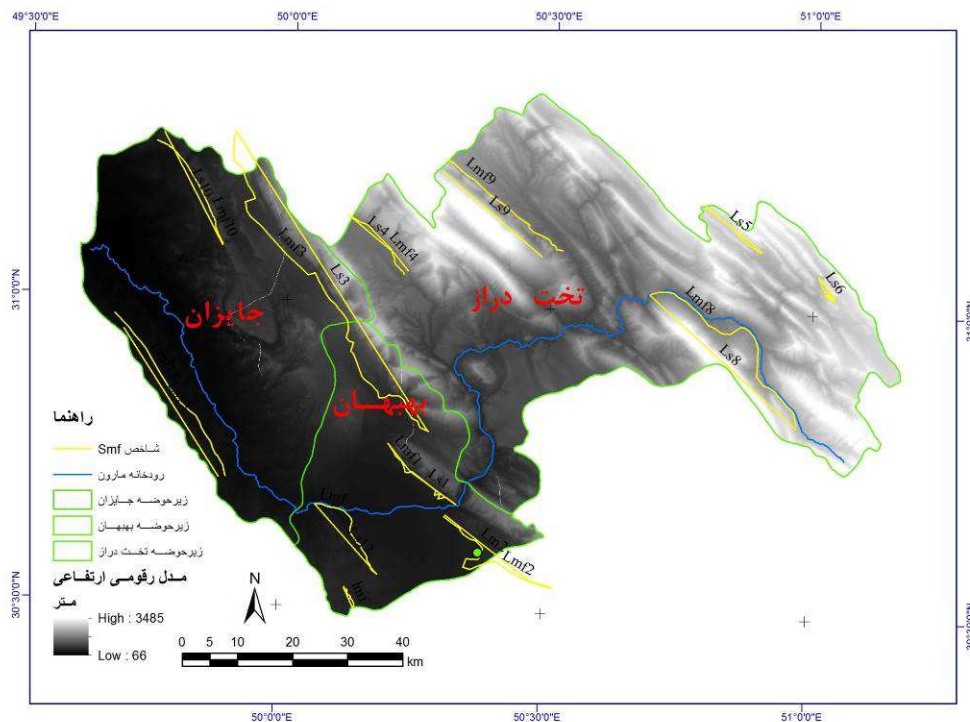 49°30'0"E 50°0'0"E 50°30'0"E 51°0'0"E
31°0'0"N
30°30'0"N
Lmf3
Ls3
Ls4
Lmf4
Lmf9
Ls9
Ls5
Ls6
Lmf8
Ls8
جایزان
تخت دراز
بهبهان
Lmf1
Ls1
Lmf
Lmf2
راهنما
شاخص Smf
رودخانه مارون
زیرحوضه جایزان
زیرحوضه بهبهان
زیرحوضه تخت دراز
مدل رقومی ارتفاعی
متر
High : 3485
Low : 66
N
0 5 10 20 30 40
km
50°0'0"E 50°30'0"E 51°0'0"E